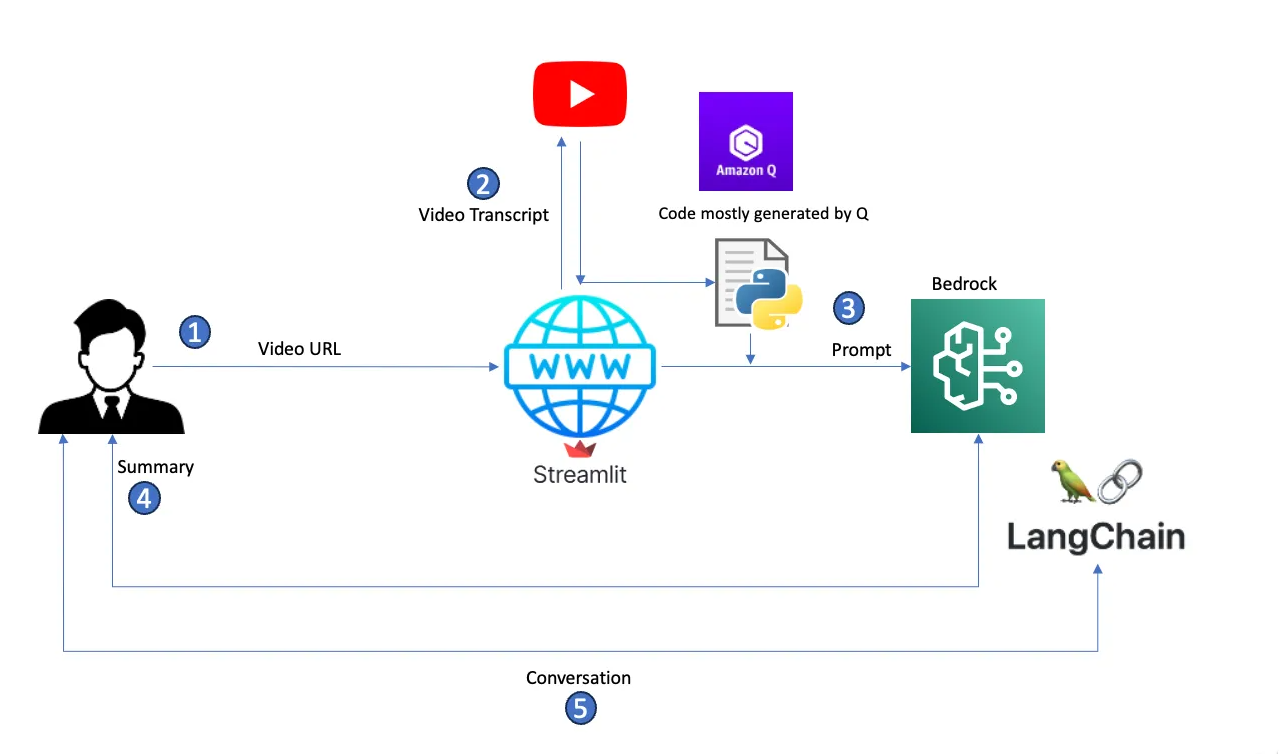 Amazon Q
2
Video Transcript
Code mostly generated by Q
Bedrock
1
3
Video URL
Prompt
WWW
Summary
4
Streamlit
LangChain
Conversation
5